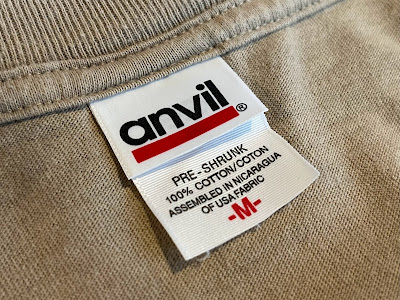 anvil®
PRE-SHRUNK
100% COTTON/COTON
ASSEMBLED IN NICARAGUA
OF USA FABRIC
-M-